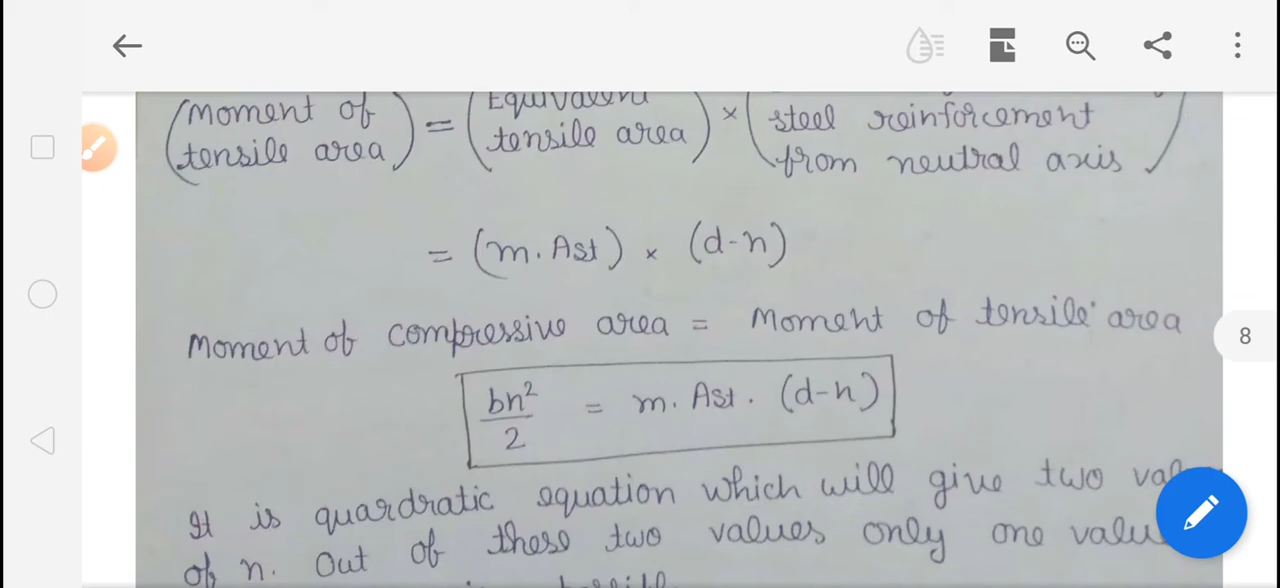 (Moment of tensile area) = (Equivalent tensile area) × (steel reinforcement from neutral axis)
= (m. Ast) × (d-n)
Moment of compressive area = Moment of tensile area
8
bn²/2 = m. Ast. (d-n)
It is quardratic equation which will give two
of n. Out of these two values only one